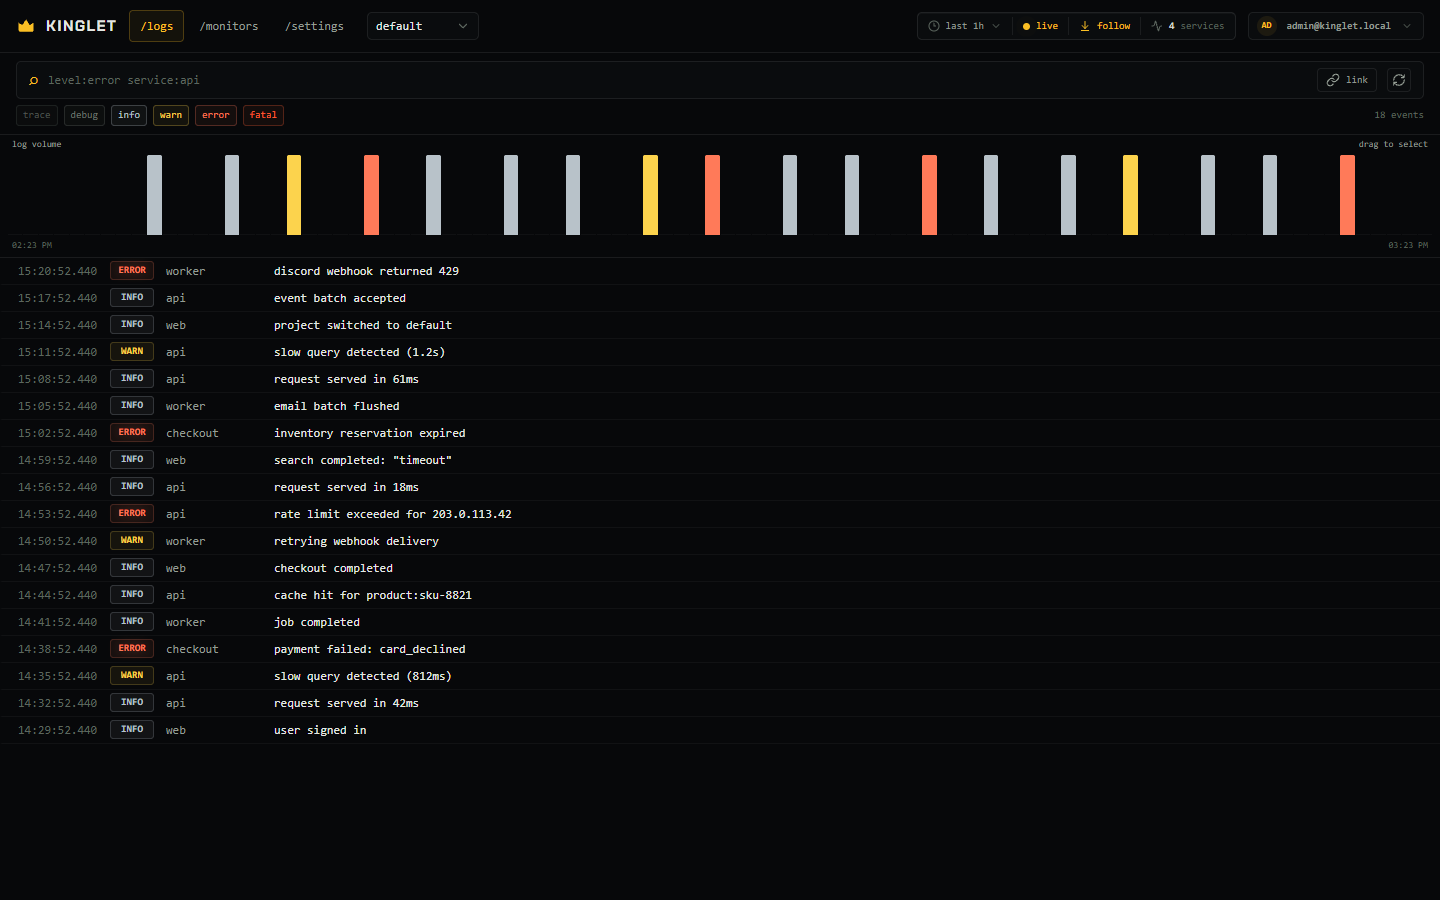 KINGLET /logs /monitors /settings default last 1h live follow 4 services AD admin@kinglet.local
level:error service:api link
trace debug info warn error fatal 18 events
log volume drag to select
02:23 PM 03:23 PM
15:20:52.440 ERROR worker discord webhook returned 429
15:17:52.440 INFO api event batch accepted
15:14:52.440 INFO web project switched to default
15:11:52.440 WARN api slow query detected (1.2s)
15:08:52.440 INFO api request served in 61ms
15:05:52.440 INFO worker email batch flushed
15:02:52.440 ERROR checkout inventory reservation expired
14:59:52.440 INFO web search completed: "timeout"
14:56:52.440 INFO api request served in 18ms
14:53:52.440 ERROR api rate limit exceeded for 203.0.113.42
14:50:52.440 WARN worker retrying webhook delivery
14:47:52.440 INFO web checkout completed
14:44:52.440 INFO api cache hit for product:sku-8821
14:41:52.440 INFO worker job completed
14:38:52.440 ERROR checkout payment failed: card_declined
14:35:52.440 WARN api slow query detected (812ms)
14:32:52.440 INFO api request served in 42ms
14:29:52.440 INFO web user signed in